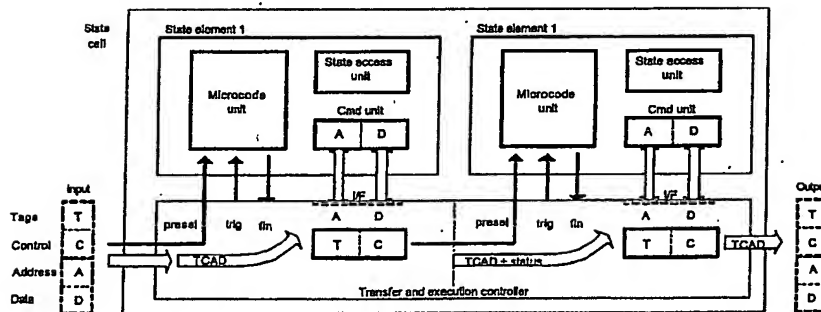 State cell
State element 1
Microcode unit
State access unit
Cmd unit
A D
State element 1
Microcode unit
State access unit
Cmd unit
A D
Input
Tags T
Control C
Address A
Data D
presel trig fin
I/F
A D
T C
TCAD
presel trig fin
I/F
A D
T C
TCAD + status
Transfer and execution controller
TCAD
Output
T
C
A
D